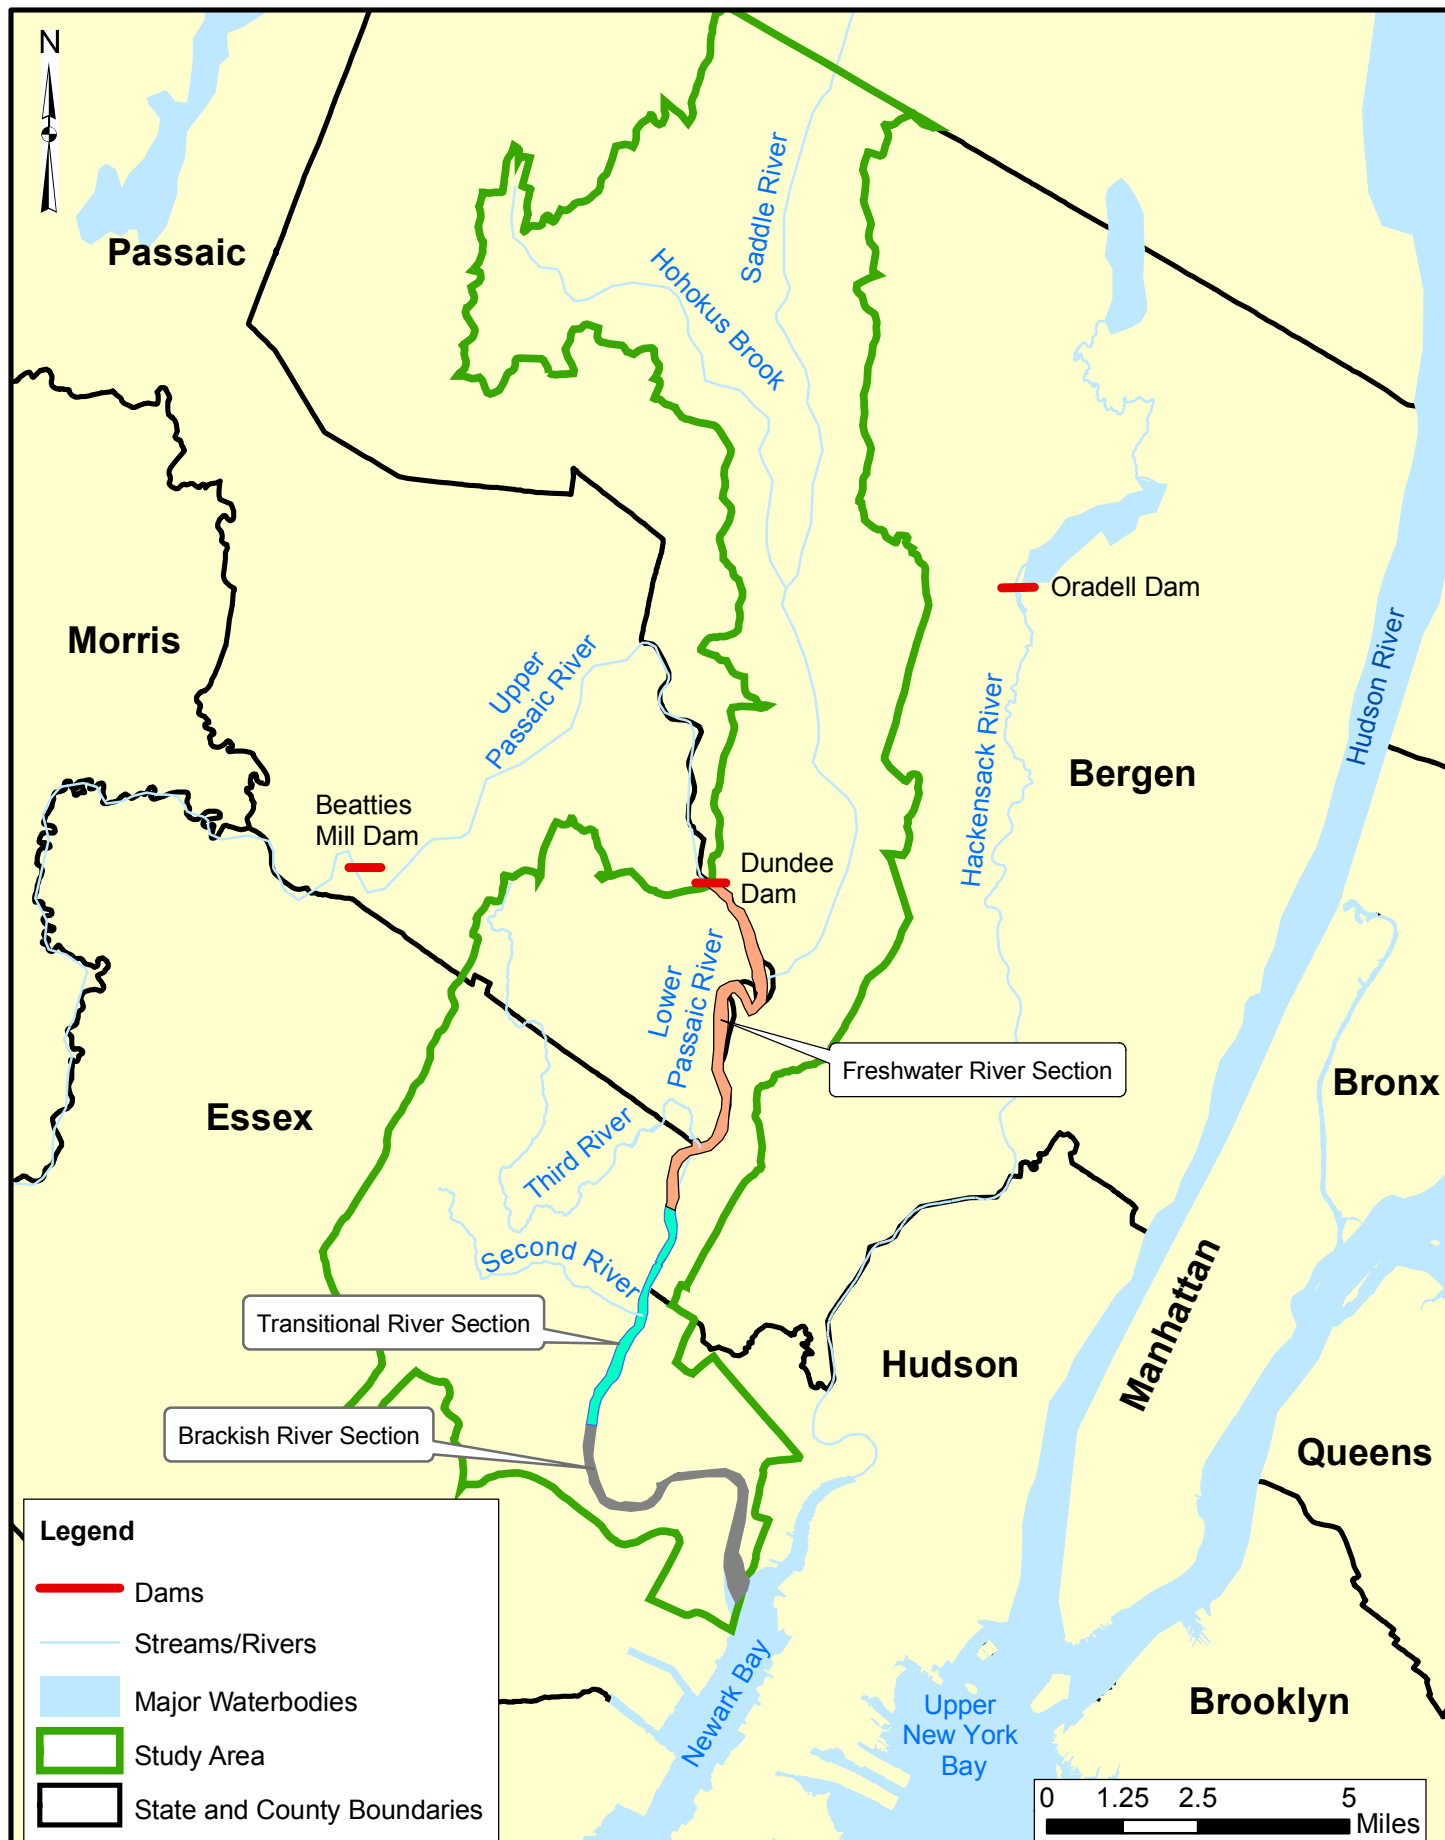 N
Passaic
Saddle River
Hohokus Brook
Oradell Dam
Morris
Upper
Passaic River
Hackensack River
Hudson River
Bergen
Beatties
Mill Dam
Dundee
Dam
Lower
Passaic River
Freshwater River Section
Bronx
Essex
Third River
Second River
Transitional River Section
Manhattan
Hudson
Brackish River Section
Queens
Newark Bay
Upper
New York
Bay
Brooklyn
Legend
Dams
Streams/Rivers
Major Waterbodies
Study Area
State and County Boundaries
0 1.25 2.5 5
Miles